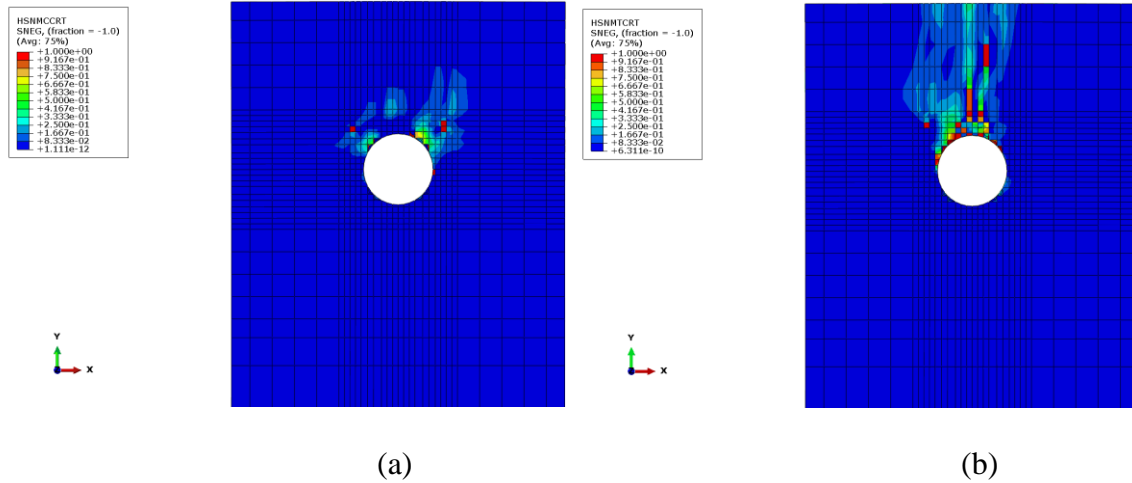 HSNMCCRT
SNEG, (fraction = -1.0)
(Avg: 75%)
+1.000e+00
+9.167e-01
+8.333e-01
+7.500e-01
+6.667e-01
+5.833e-01
+5.000e-01
+4.167e-01
+3.333e-01
+2.500e-01
+1.667e-01
+8.333e-02
+1.111e-12
Y
X
(a)
HSNMTCRT
SNEG, (fraction = -1.0)
(Avg: 75%)
+1.000e+00
+9.167e-01
+8.333e-01
+7.500e-01
+6.667e-01
+5.833e-01
+5.000e-01
+4.167e-01
+3.333e-01
+2.500e-01
+1.667e-01
+8.333e-02
+6.311e-10
Y
X
(b)